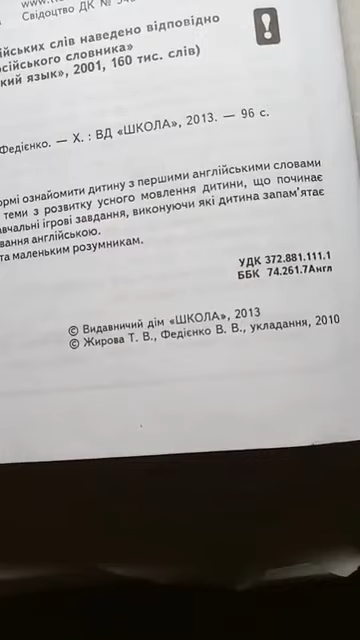 Свідоцтво ДК №
йських слів наведено відповідно
сійського словника»
кий язык», 2001, 160 тис. слів)
Федієнко. — Х. : ВД «ШКОЛА», 2013. — 96 с.
ормі ознайомити дитину з першими англійськими словами
теми з розвитку усного мовлення дитини, що починає
вчальні ігрові завдання, виконуючи які дитина запам'ятає
вання англійською.
та маленьким розумникам.
УДК 372.881.111.1
ББК 74.261.7Англ
© Видавничий дім «ШКОЛА», 2013
© Жирова Т. В., Федієнко В. В., укладання, 2010